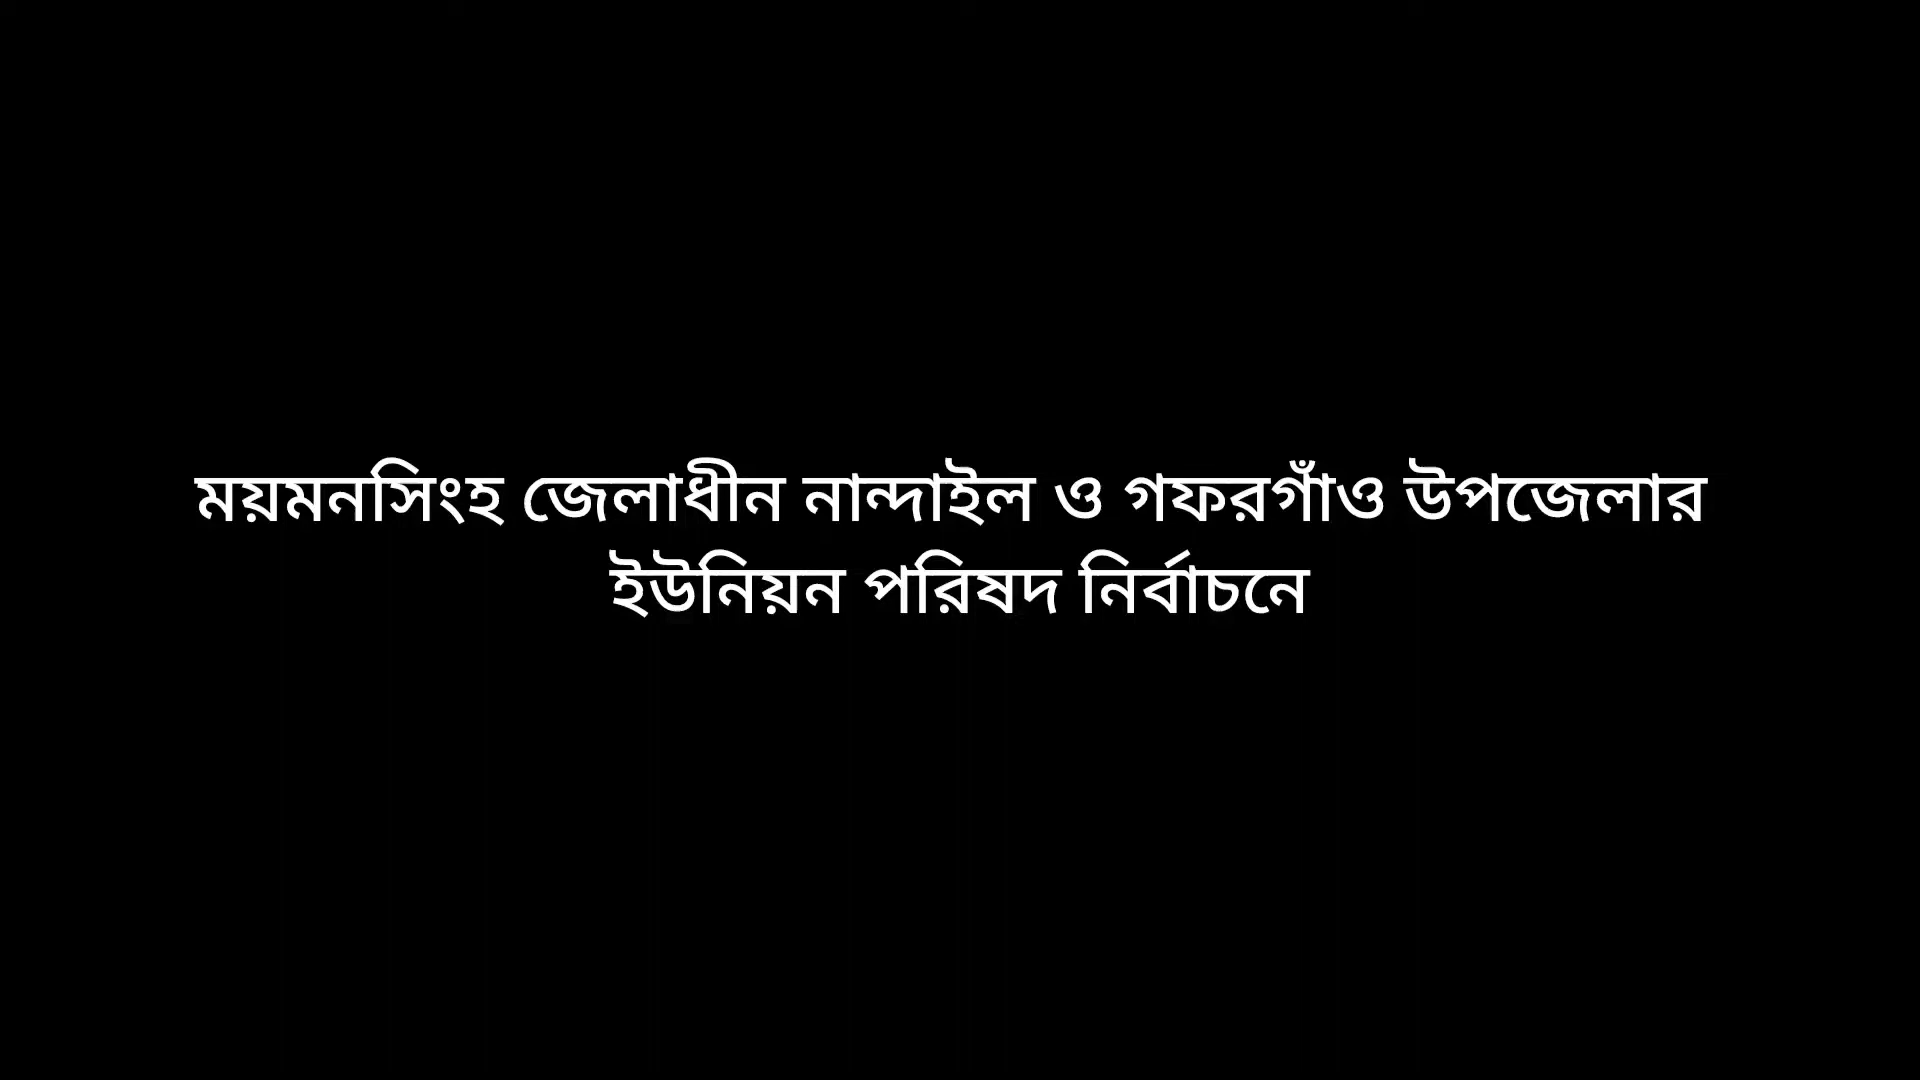 ময়মনসিংহ জেলাধীন নান্দাইল ও গফরগাঁও উপজেলার
ইউনিয়ন পরিষদ নির্বাচনে